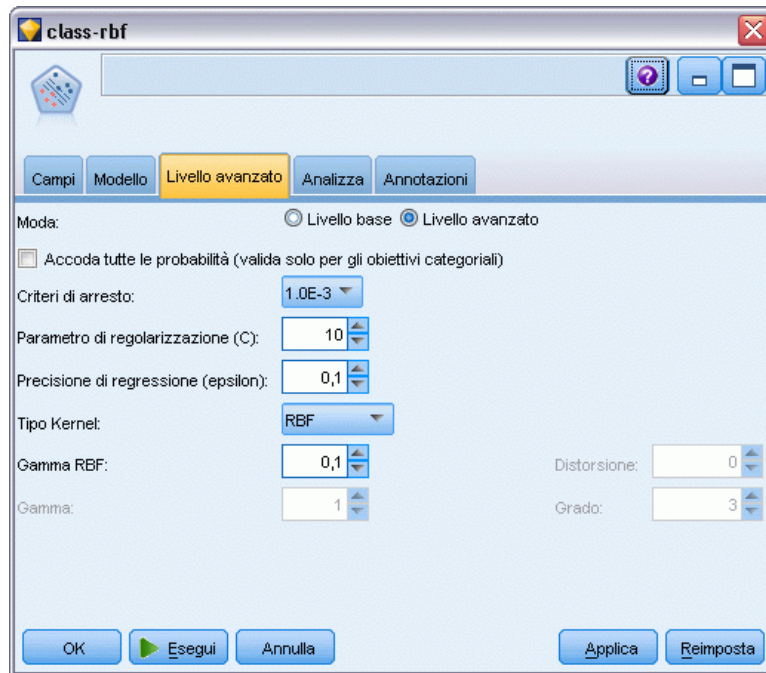 class-rbf
Campi Modello Livello avanzato Analizza Annotazioni
Moda: Livello base Livello avanzato
Accoda tutte le probabilità (valida solo per gli obiettivi categoriali)
Criteri di arresto: 1.0E-3
Parametro di regolarizzazione (C): 10
Precisione di regressione (epsilon): 0,1
Tipo Kernel: RBF
Gamma RBF: 0,1 Distorsione: 0
Gamma: 1 Grado: 3
OK Esegui Annulla Applica Reimposta